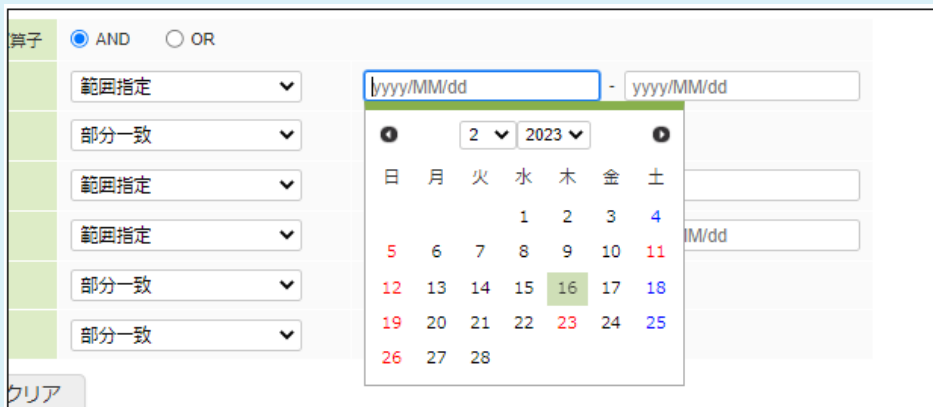 算子 AND OR
範囲指定 yyyy/MM/dd - yyyy/MM/dd
部分一致
範囲指定
範囲指定 MM/dd
部分一致
部分一致
2 2023
日 月 火 水 木 金 土
1 2 3 4
5 6 7 8 9 10 11
12 13 14 15 16 17 18
19 20 21 22 23 24 25
26 27 28
クリア